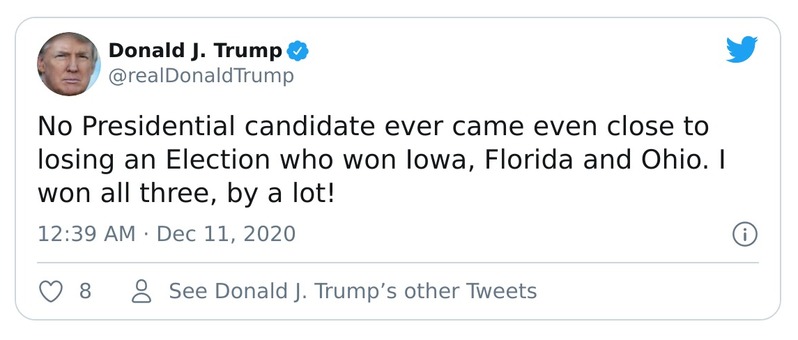 Donald J. Trump
@realDonaldTrump
No Presidential candidate ever came even close to
losing an Election who won Iowa, Florida and Ohio. I
won all three, by a lot!
12:39 AM · Dec 11, 2020
8
See Donald J. Trump’s other Tweets